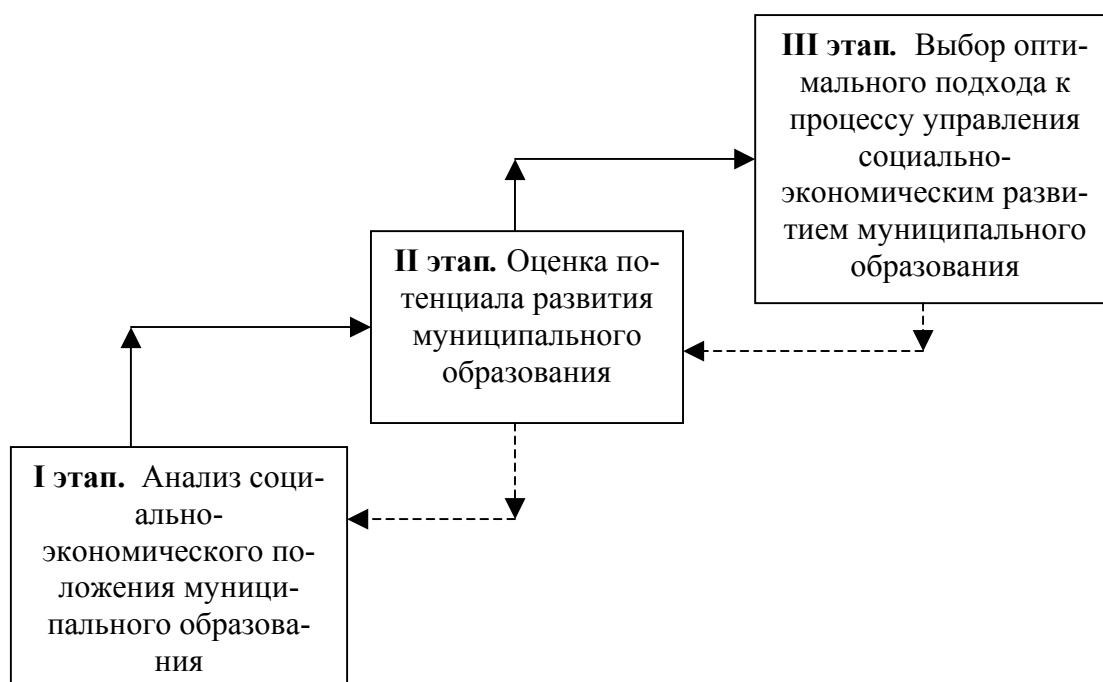 I этап. Анализ соци-
ально-
экономического по-
ложения муници-
пального образова-
ния
II этап. Оценка по-
тенциала развития
муниципального
образования
III этап. Выбор опти-
мального подхода к
процессу управления
социально-
экономическим разви-
тием муниципального
образования